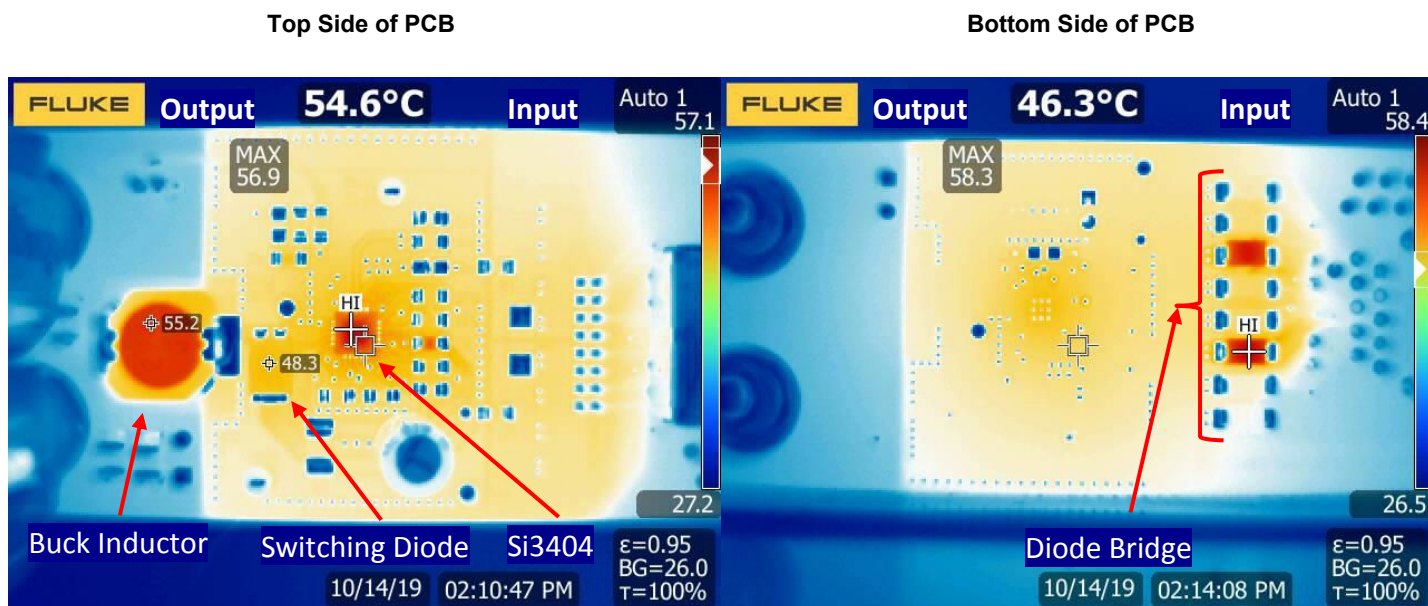 Top Side of PCB
Bottom Side of PCB
FLUKE
Output
54.6°C
Input
Auto 1
57.1
MAX
56.9
HI
55.2
48.3
27.2
Buck Inductor
Switching Diode
Si3404
ε=0.95
BG=26.0
τ=100%
10/14/19
02:10:47 PM
FLUKE
Output
46.3°C
Input
Auto 1
58.4
MAX
58.3
HI
26.5
Diode Bridge
ε=0.95
BG=26.0
τ=100%
10/14/19
02:14:08 PM